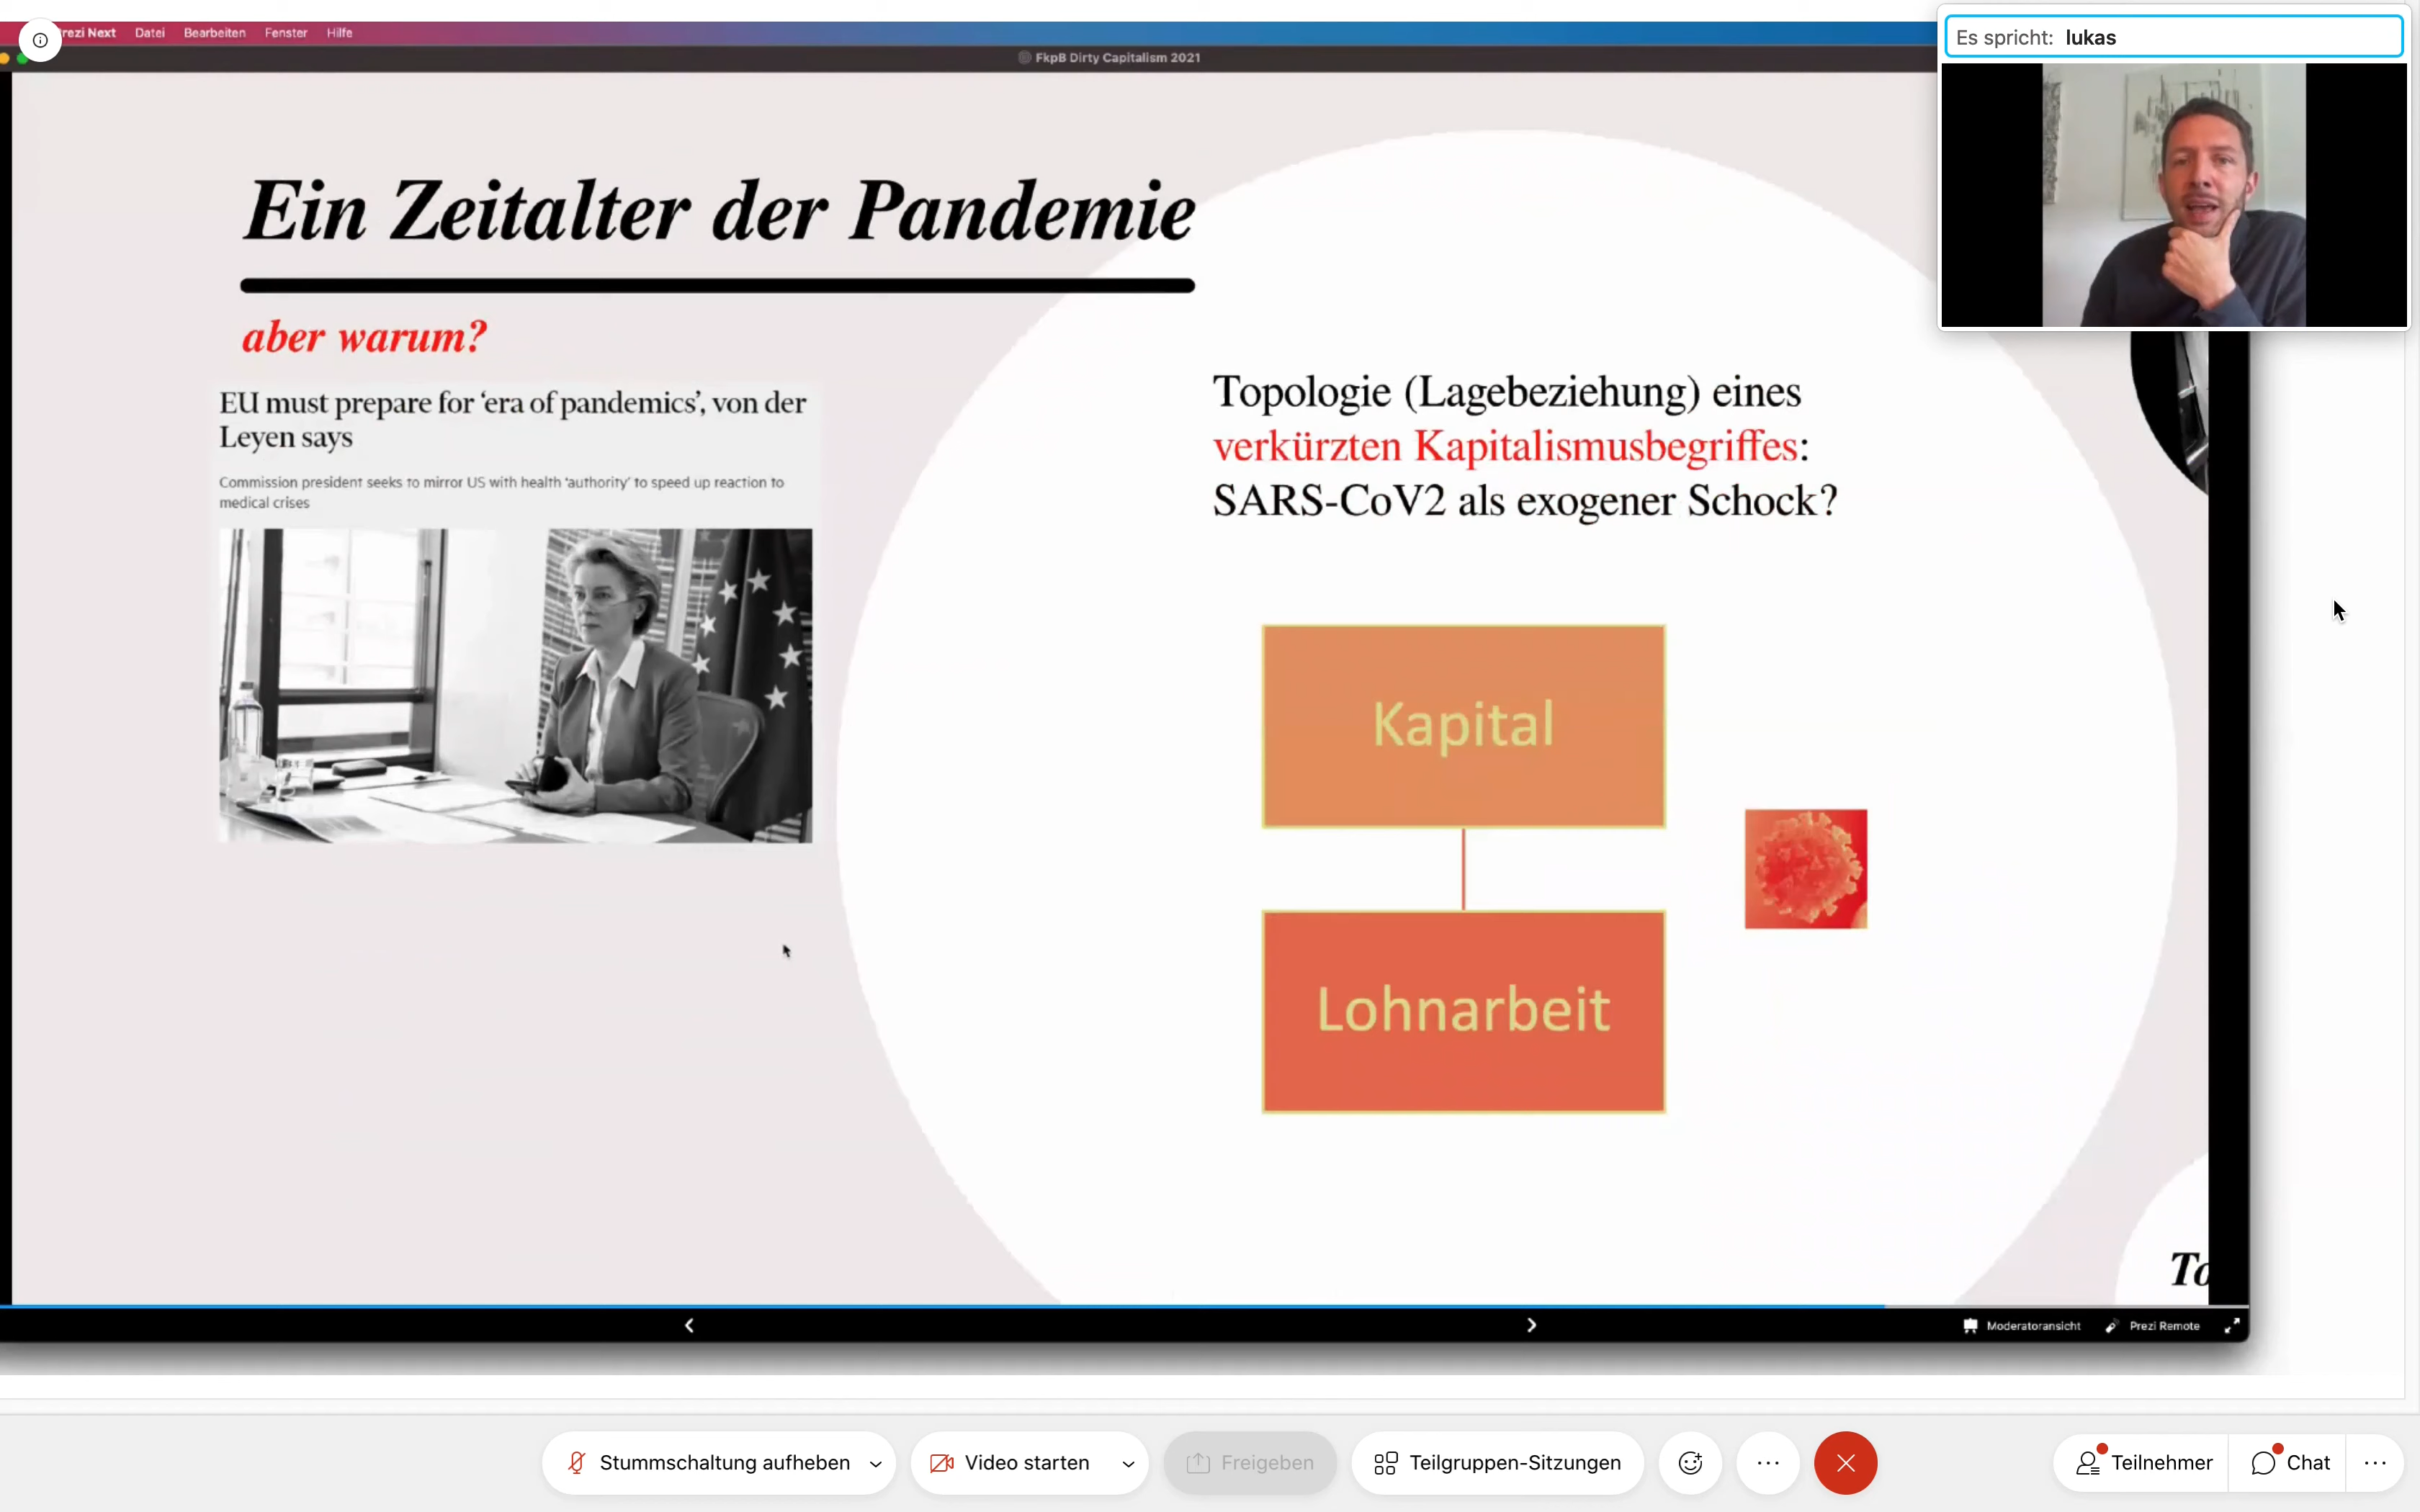 rezi Next Datei Bearbeiten Fenster Hilfe
FkpB Dirty Capitalism 2021
Es spricht: lukas
Ein Zeitalter der Pandemie
aber warum?
EU must prepare for ‘era of pandemics’, von der
Leyen says
Commission president seeks to mirror US with health ‘authority’ to speed up reaction to
medical crises
Topologie (Lagebeziehung) eines
verkürzten Kapitalismusbegriffes:
SARS-CoV2 als exogener Schock?
Kapital
Lohnarbeit
To
Moderatoransicht Prezi Remote
Stummschaltung aufheben Video starten Freigeben Teilgruppen-Sitzungen Teilnehmer Chat